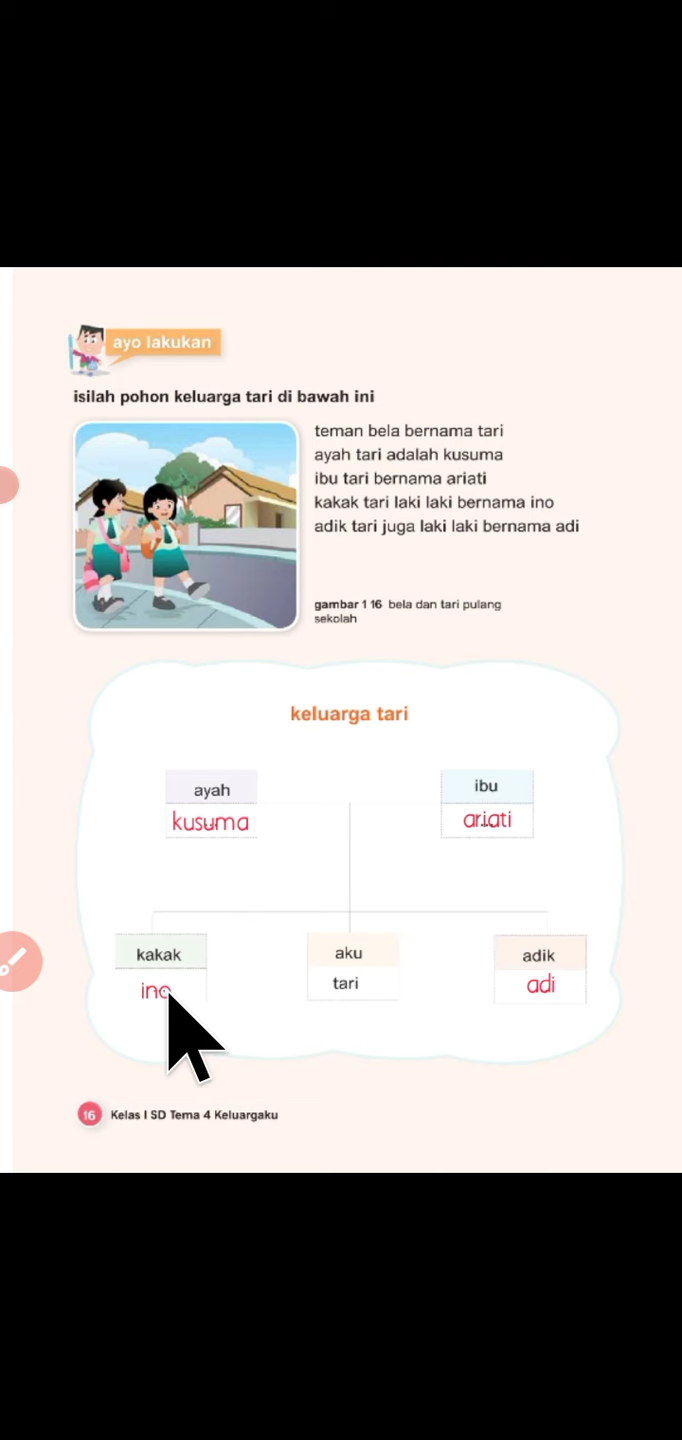 ayo lakukan
isilah pohon keluarga tari di bawah ini
teman bela bernama tari
ayah tari adalah kusuma
ibu tari bernama ariati
kakak tari laki laki bernama ino
adik tari juga laki laki bernama adi
gambar 1 16 bela dan tari pulang
sekolah
keluarga tari
ayah
kusuma
ibu
ariati
kakak
ino
aku
tari
adik
adi
16 Kelas I SD Tema 4 Keluargaku